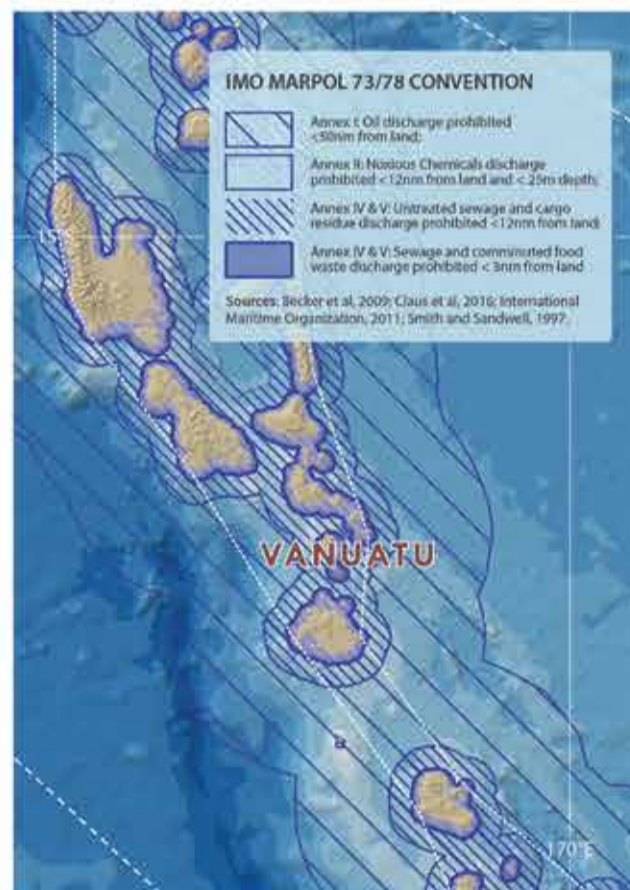 IMO MARPOL 73/78 CONVENTION
Annex I: Oil discharge prohibited
<50nm from land;
Annex II: Noxious Chemicals discharge
prohibited <12nm from land and < 25m depth;
Annex IV & V: Untreated sewage and cargo
residue discharge prohibited <12nm from land
Annex IV & V: Sewage and comminuted food
waste discharge prohibited < 3nm from land
Sources: Becker et al, 2009; Claus et al, 2016; International
Maritime Organization, 2011; Smith and Sandwell, 1997.
15
VANUATU
170°E